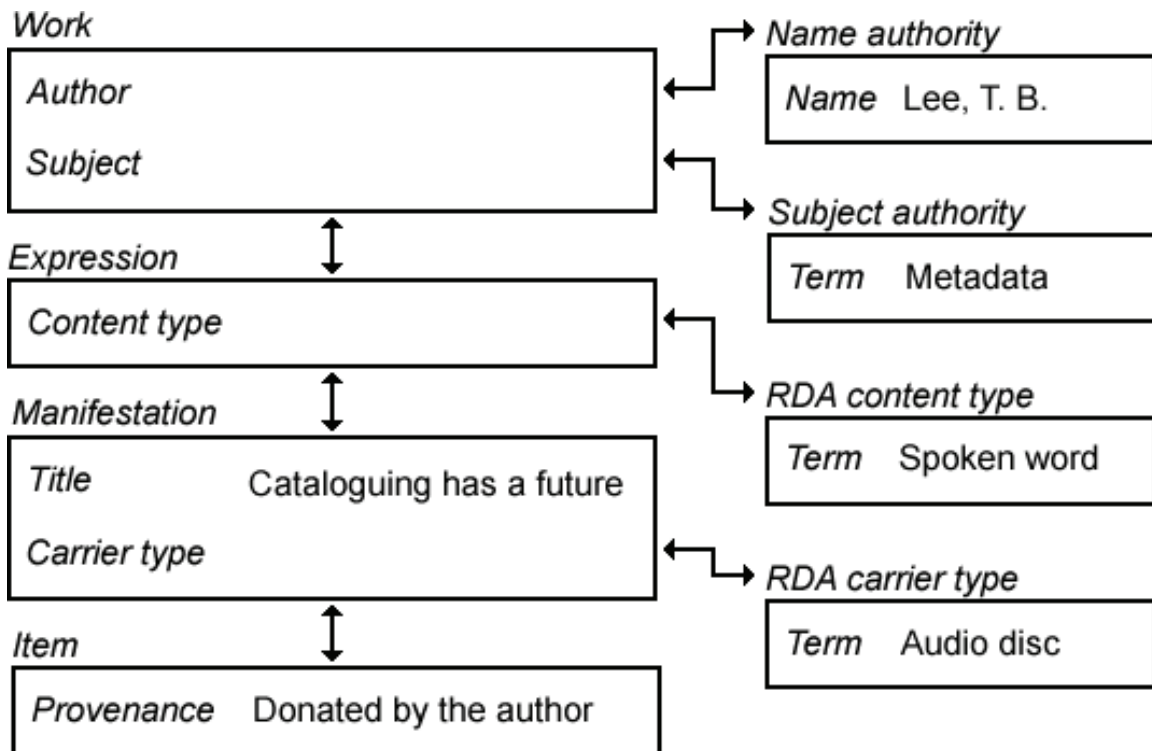 Work
Author
Subject
Expression
Content type
Manifestation
Title Cataloguing has a future
Carrier type
Item
Provenance Donated by the author
Name authority
Name Lee, T. B.
Subject authority
Term Metadata
RDA content type
Term Spoken word
RDA carrier type
Term Audio disc